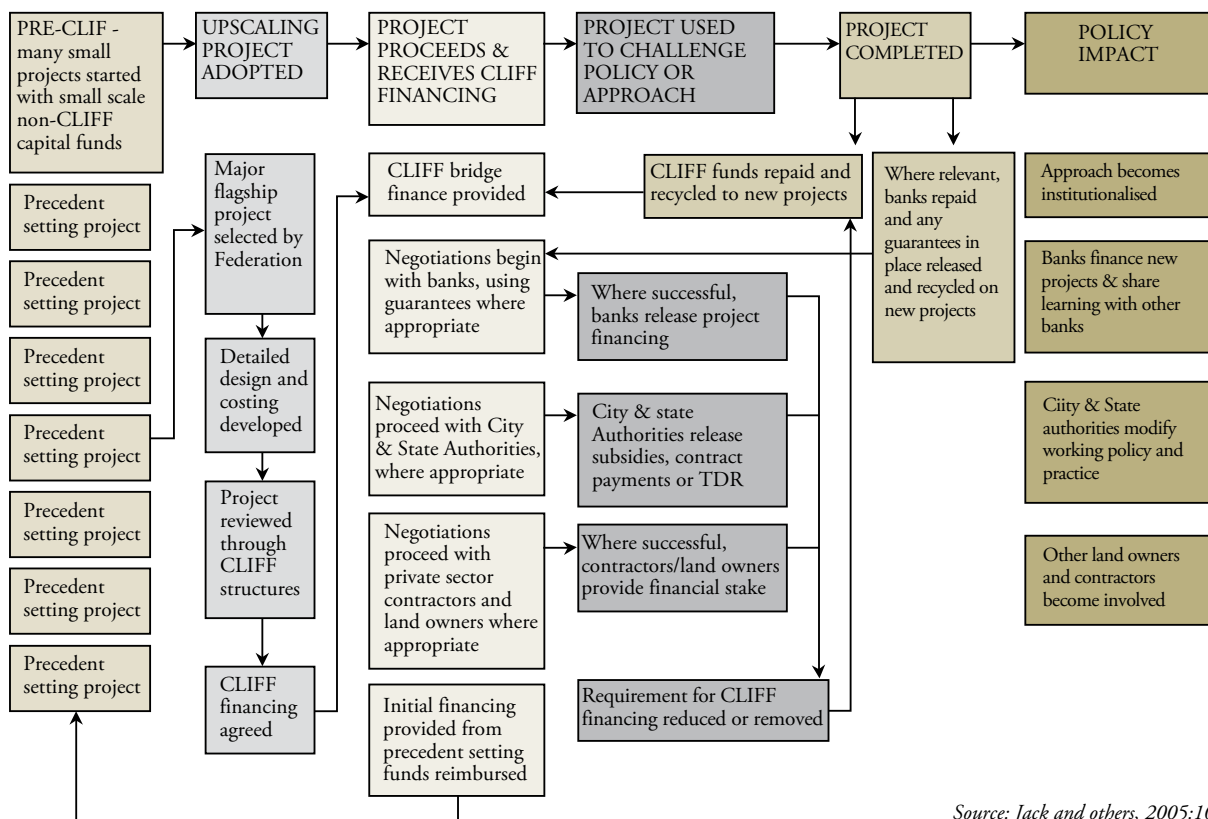 PRE-CLIF -
many small
projects started
with small scale
non-CLIFF
capital funds
UPSCALING
PROJECT
ADOPTED
PROJECT
PROCEEDS &
RECEIVES CLIFF
FINANCING
PROJECT USED
TO CHALLENGE
POLICY OR
APPROACH
PROJECT
COMPLETED
POLICY
IMPACT
Precedent
setting project
Precedent
setting project
Precedent
setting project
Precedent
setting project
Precedent
setting project
Precedent
setting project
Precedent
setting project
Major
flagship
project
selected by
Federation
Detailed
design and
costing
developed
Project
reviewed
through
CLIFF
structures
CLIFF
financing
agreed
CLIFF bridge
finance provided
Negotiations begin
with banks, using
guarantees where
appropriate
Negotiations
proceed with City
& State Authorities,
where appropriate
Negotiations
proceed with
private sector
contractors and
land owners where
appropriate
Initial financing
provided from
precedent setting
funds reimbursed
Where successful,
banks release project
financing
City & state
Authorities release
subsidies, contract
payments or TDR
Where successful,
contractors/land owners
provide financial stake
Requirement for CLIFF
financing reduced or removed
CLIFF funds repaid and
recycled to new projects
Where relevant,
banks repaid
and any
guarantees in
place released
and recycled on
new projects
Approach becomes
institutionalised
Banks finance new
projects & share
learning with other
banks
Ciity & State
authorities modify
working policy and
practice
Other land owners
and contractors
become involved
Source: Jack and others, 2005:10